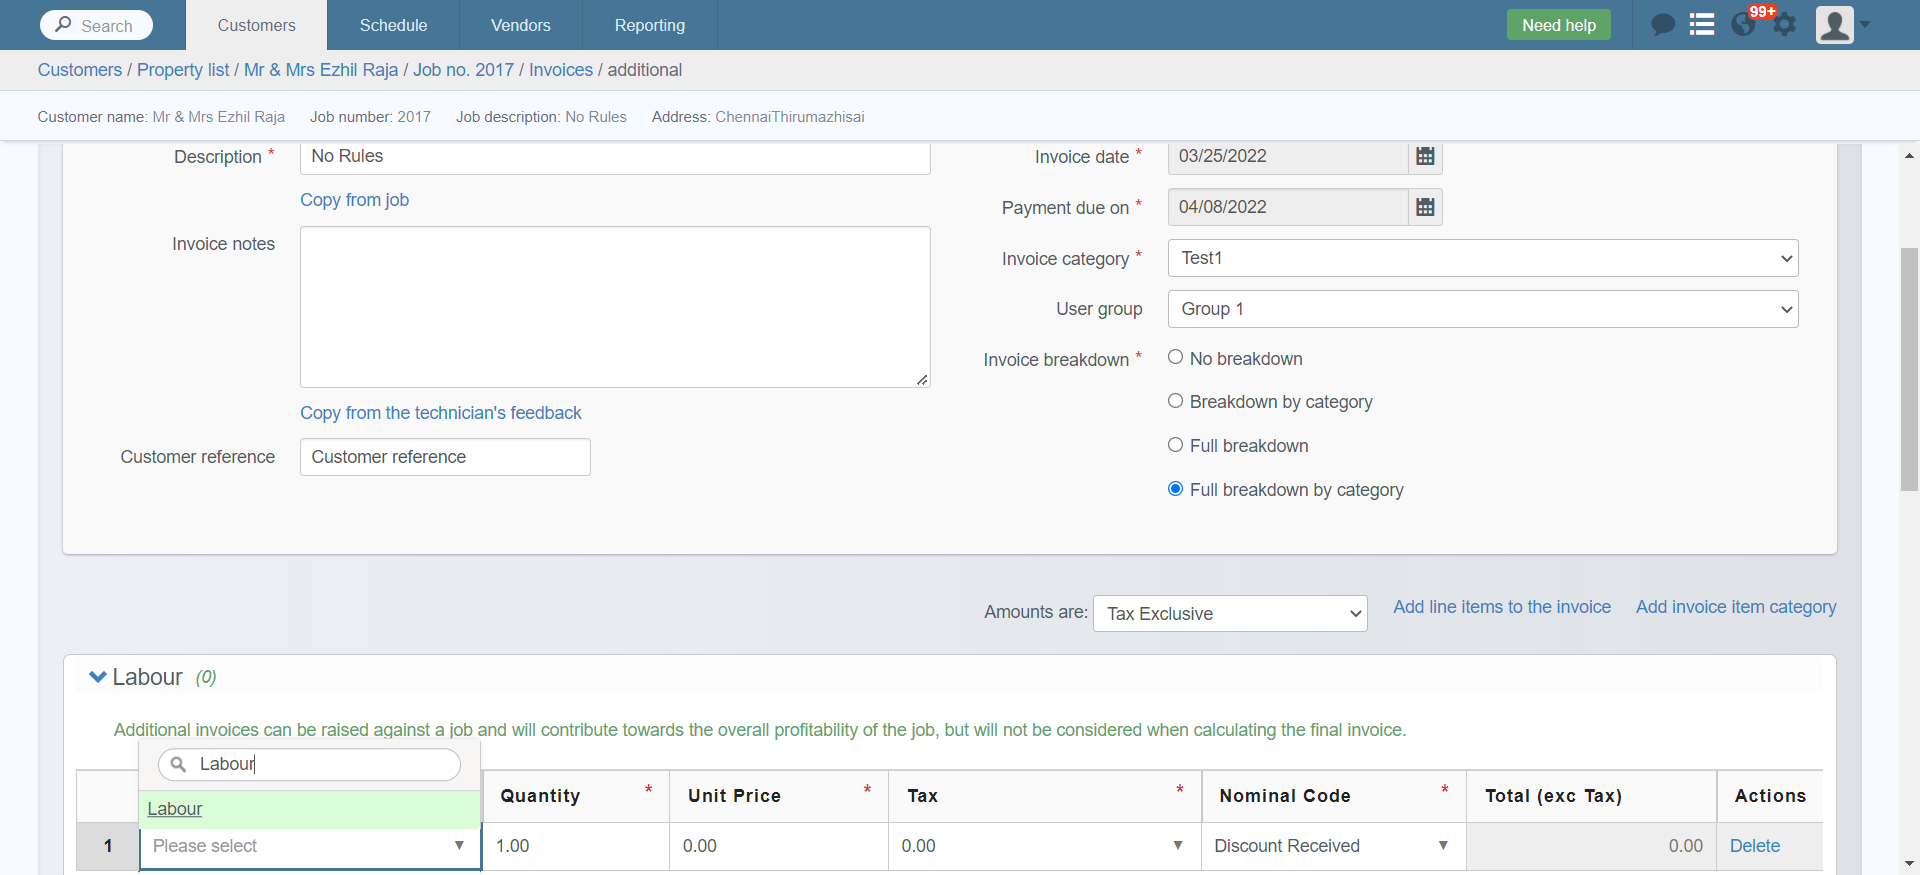 Search Customers Schedule Vendors Reporting Need help 99+
Customers / Property list / Mr & Mrs Ezhil Raja / Job no. 2017 / Invoices / additional
Customer name: Mr & Mrs Ezhil Raja Job number: 2017 Job description: No Rules Address: ChennaiThirumazhisai
Description * No Rules
Copy from job
Invoice notes
Copy from the technician's feedback
Customer reference Customer reference
Invoice date * 03/25/2022
Payment due on * 04/08/2022
Invoice category * Test1
User group Group 1
Invoice breakdown * No breakdown
Breakdown by category
Full breakdown
Full breakdown by category
Amounts are: Tax Exclusive Add line items to the invoice Add invoice item category
Labour (0)
Additional invoices can be raised against a job and will contribute towards the overall profitability of the job, but will not be considered when calculating the final invoice.
Labour
Labour
Quantity * Unit Price * Tax * Nominal Code * Total (exc Tax) Actions
1 Please select 1.00 0.00 0.00 Discount Received 0.00 Delete